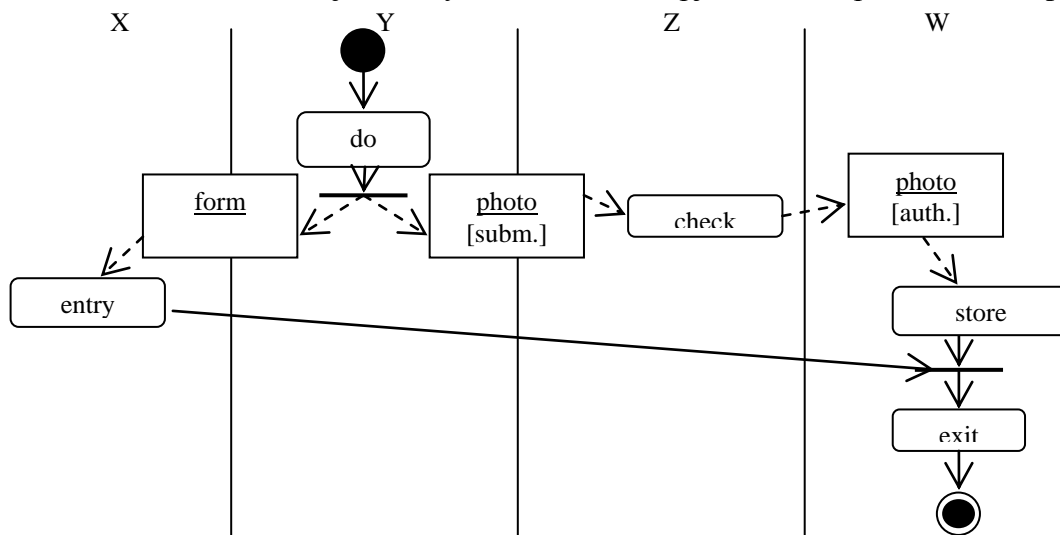 X Y Z W
do
form
photo
[subm.]
check
photo
[auth.]
entry
store
exit